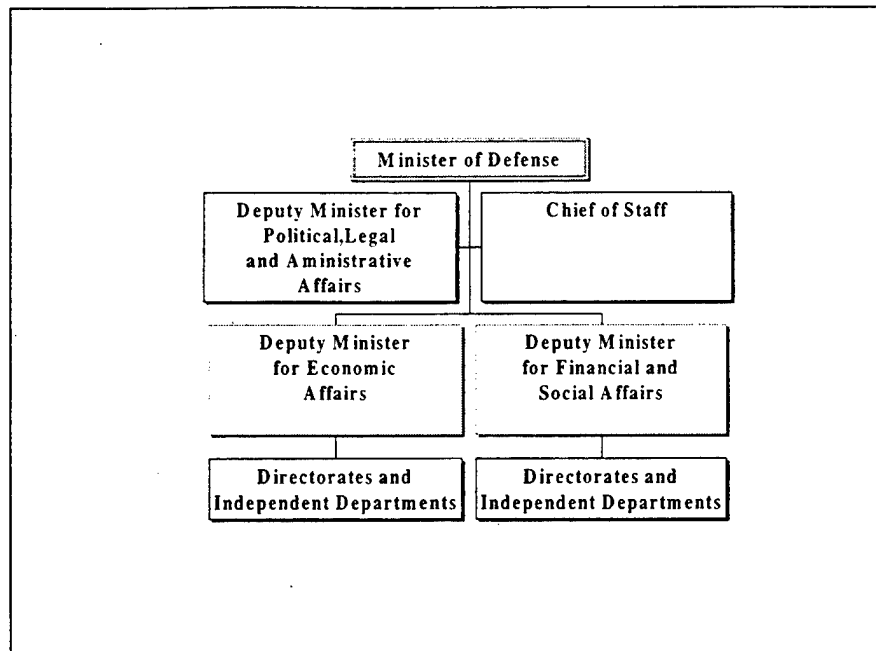 Minister of Defense
Deputy Minister for
Political,Legal
and Aministrative
Affairs
Chief of Staff
Deputy Minister
for Economic
Affairs
Deputy Minister
for Financial and
Social Affairs
Directorates and
Independent Departments
Directorates and
Independent Departments